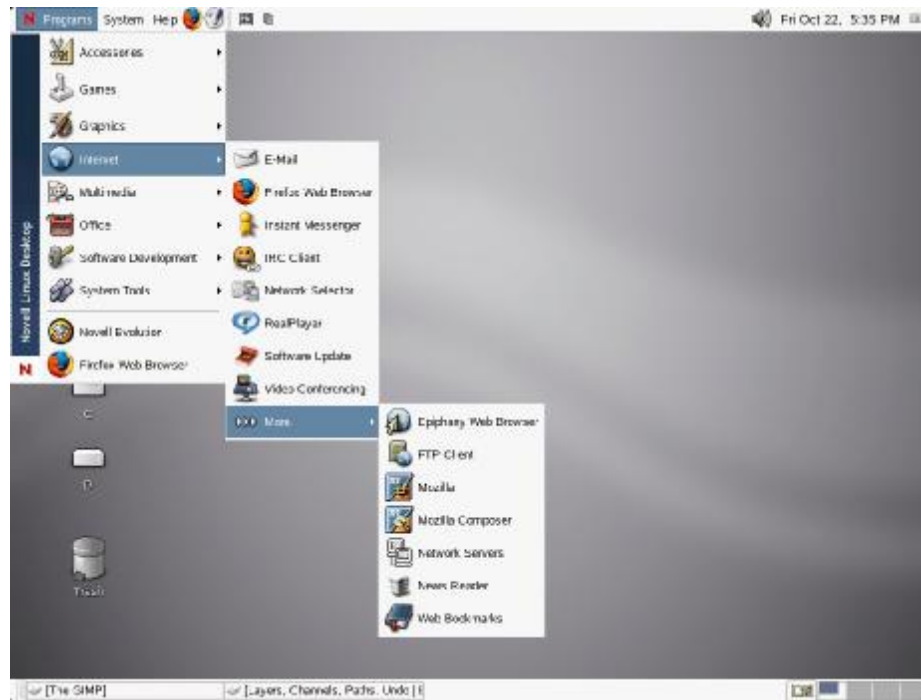 Programs System Help
Fri Oct 22, 5:35 PM
Accessories
Games
Graphics
Internet
Multimedia
Office
Software Development
System Tools
Novell Evolution
Firefox Web Browser
Novell Linux Desktop
N
E-Mail
Firefox Web Browser
Instant Messenger
IRC Client
Network Selector
RealPlayer
Software Update
Video Conferencing
More
Epiphany Web Browser
FTP Client
Mozilla
Mozilla Composer
Network Servers
News Reader
Web Bookmarks
C
D
Trash
[The GIMP]
[Layers, Channels, Paths, Undo [